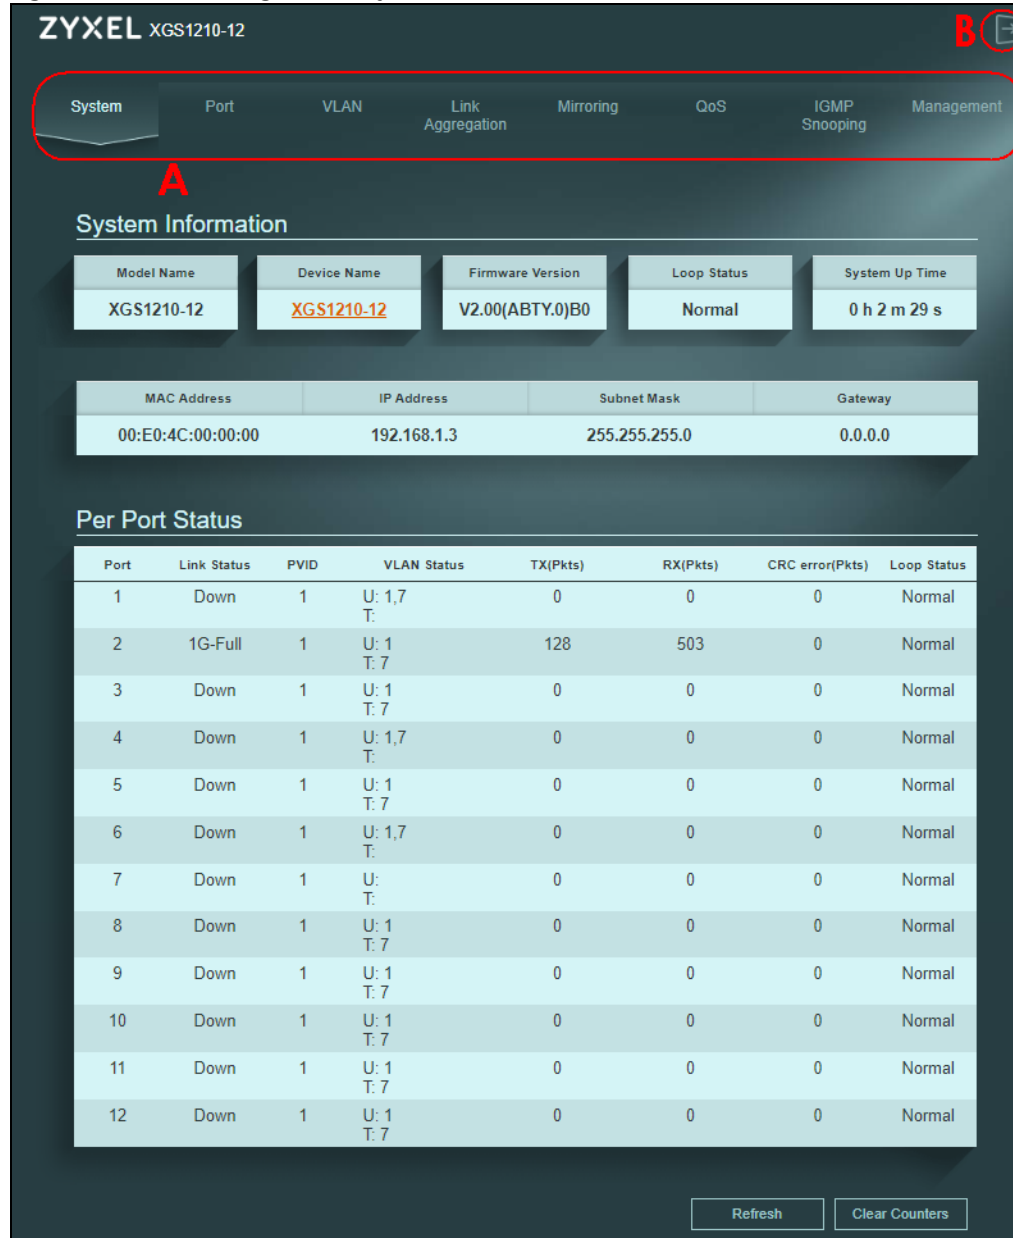 ZYXEL XGS1210-12
B
System Port VLAN Link Aggregation Mirroring QoS IGMP Snooping Management
A
System Information
Model Name Device Name Firmware Version Loop Status System Up Time
XGS1210-12 XGS1210-12 V2.00(ABTY.0)B0 Normal 0 h 2 m 29 s
MAC Address IP Address Subnet Mask Gateway
00:E0:4C:00:00:00 192.168.1.3 255.255.255.0 0.0.0.0
Per Port Status
Port Link Status PVID VLAN Status TX(Pkts) RX(Pkts) CRC error(Pkts) Loop Status
1 Down 1 U: 1,7 0 0 0 Normal
T:
2 1G-Full 1 U: 1 128 503 0 Normal
T: 7
3 Down 1 U: 1 0 0 0 Normal
T: 7
4 Down 1 U: 1,7 0 0 0 Normal
T:
5 Down 1 U: 1 0 0 0 Normal
T: 7
6 Down 1 U: 1,7 0 0 0 Normal
T:
7 Down 1 U: 0 0 0 Normal
T:
8 Down 1 U: 1 0 0 0 Normal
T: 7
9 Down 1 U: 1 0 0 0 Normal
T: 7
10 Down 1 U: 1 0 0 0 Normal
T: 7
11 Down 1 U: 1 0 0 0 Normal
T: 7
12 Down 1 U: 1 0 0 0 Normal
T: 7
Refresh Clear Counters